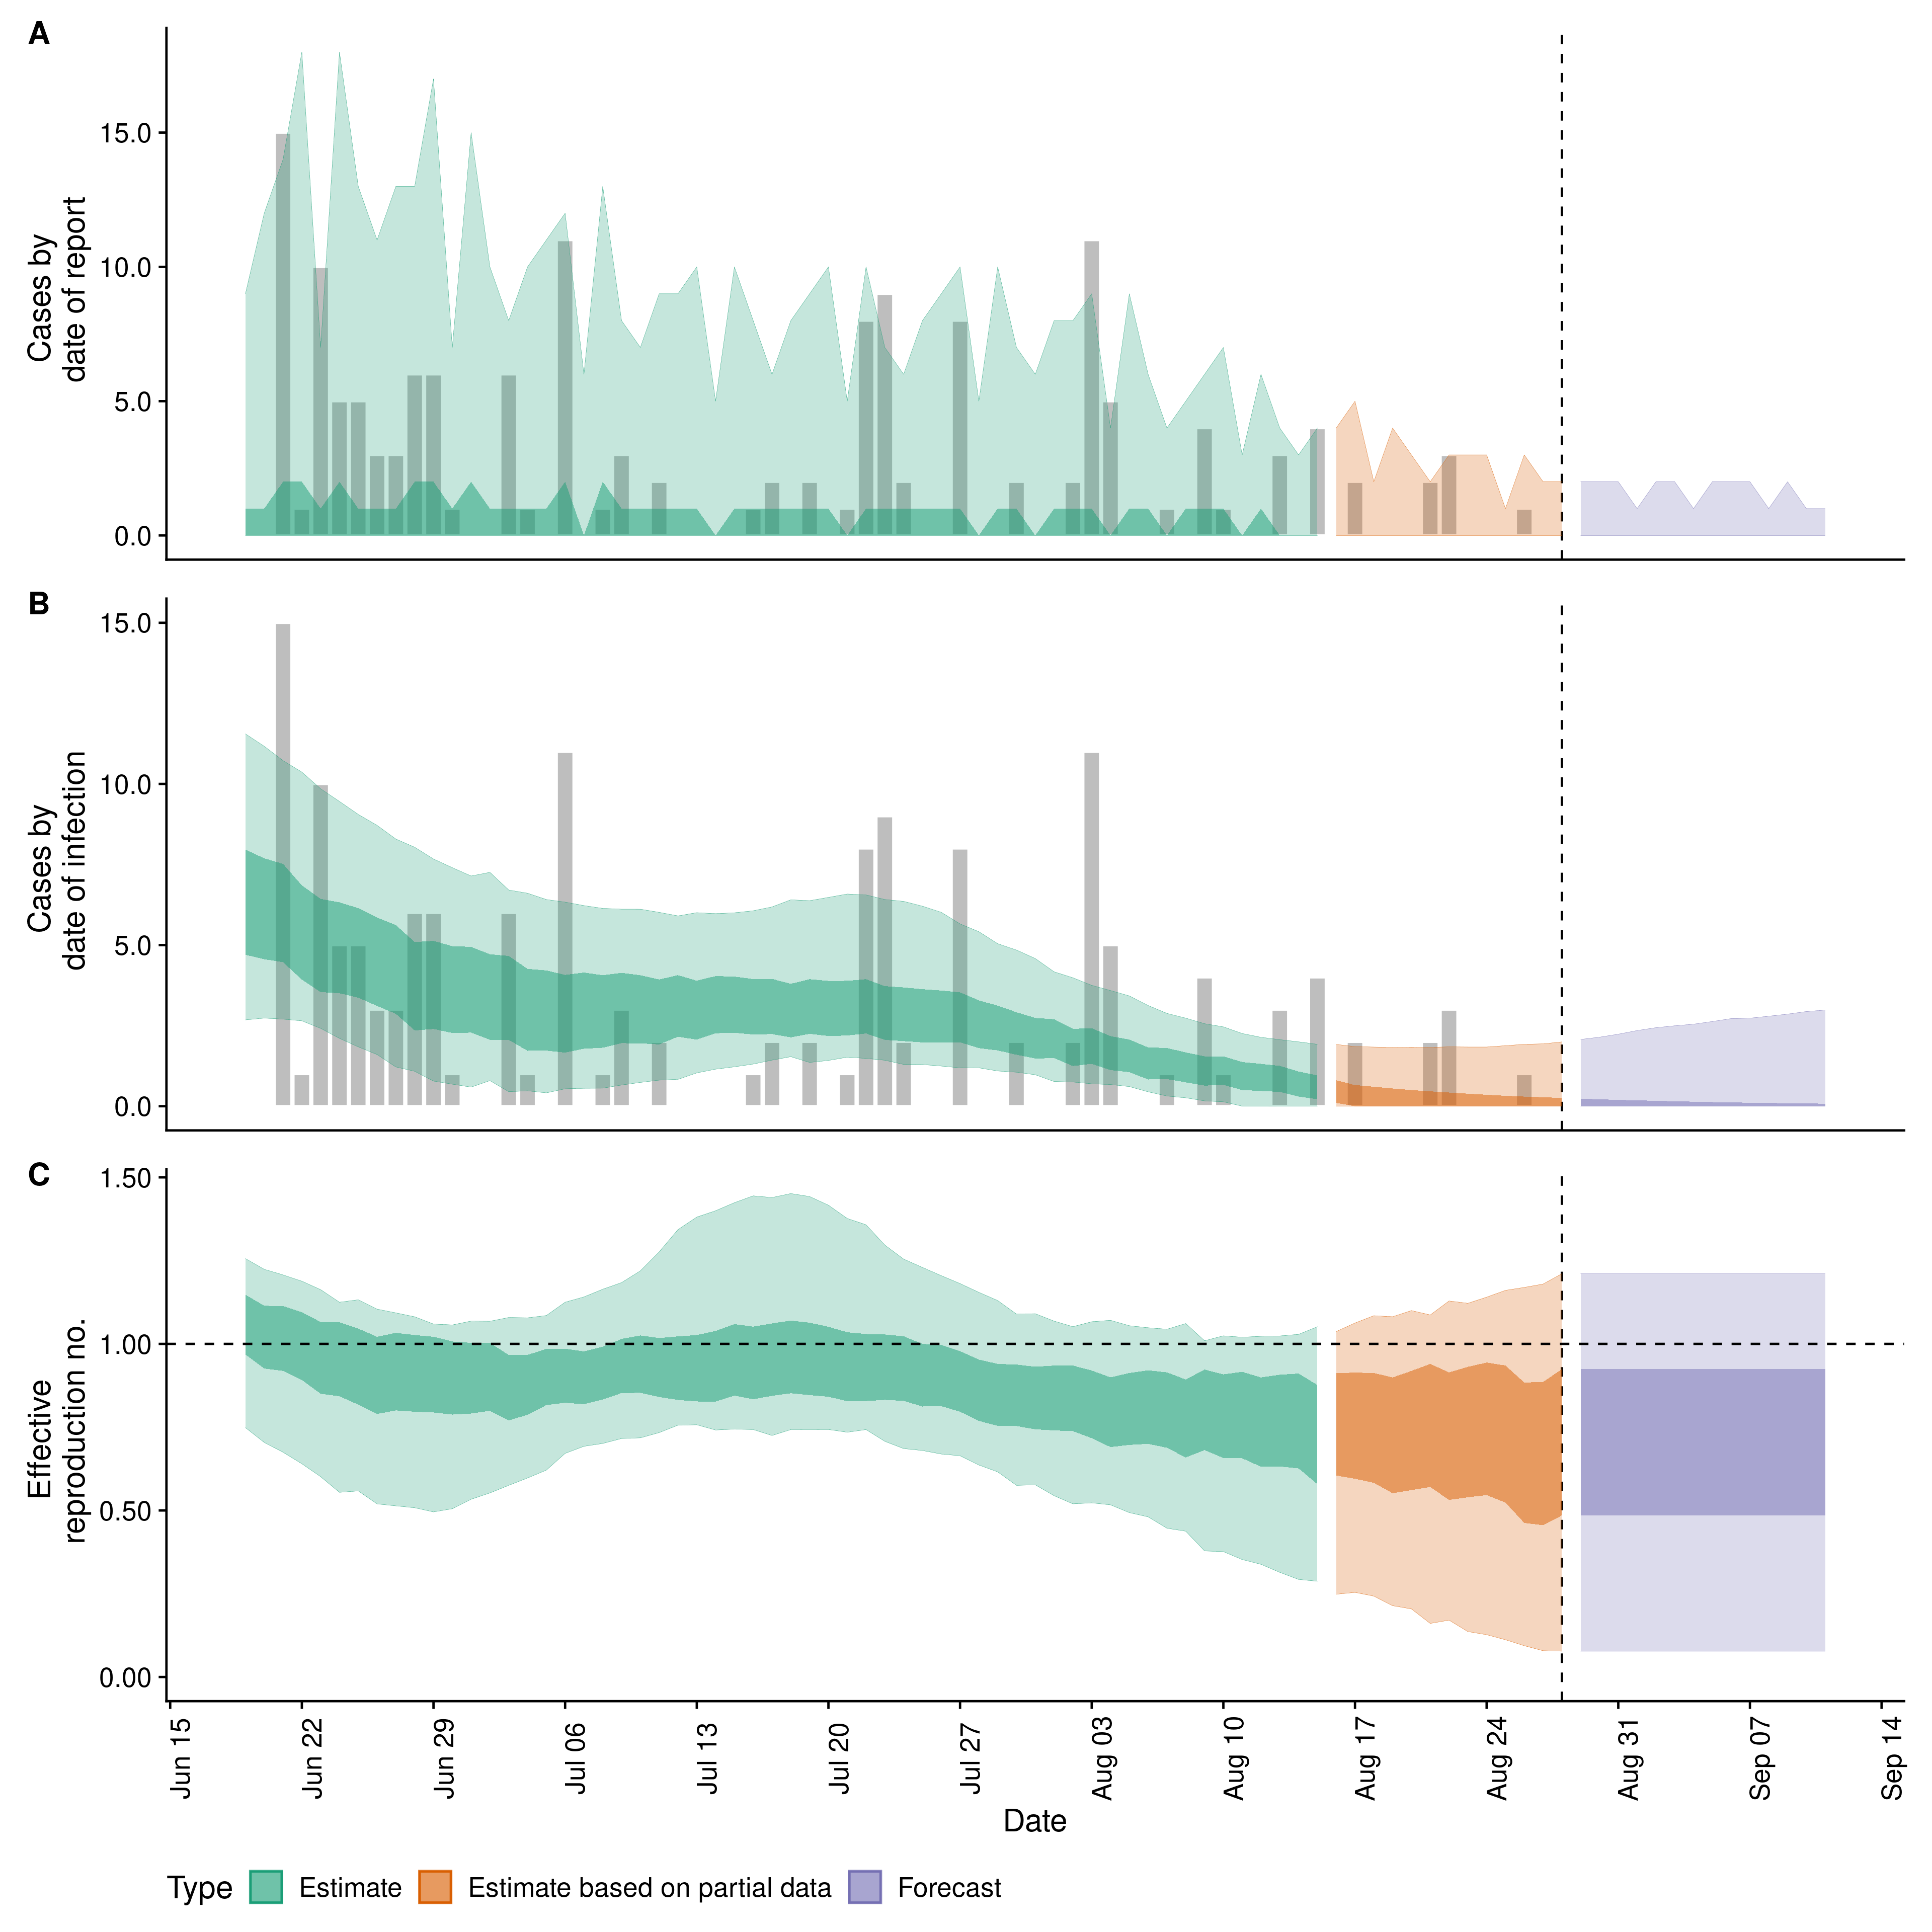 A
Cases by
date of report
15.0
10.0
5.0
0.0
B
Cases by
date of infection
15.0
10.0
5.0
0.0
C
Effective
reproduction no.
1.50
1.00
0.50
0.00
Jun 15
Jun 22
Jun 29
Jul 06
Jul 13
Jul 20
Jul 27
Aug 03
Aug 10
Aug 17
Aug 24
Aug 31
Sep 07
Sep 14
Date
Type Estimate Estimate based on partial data Forecast